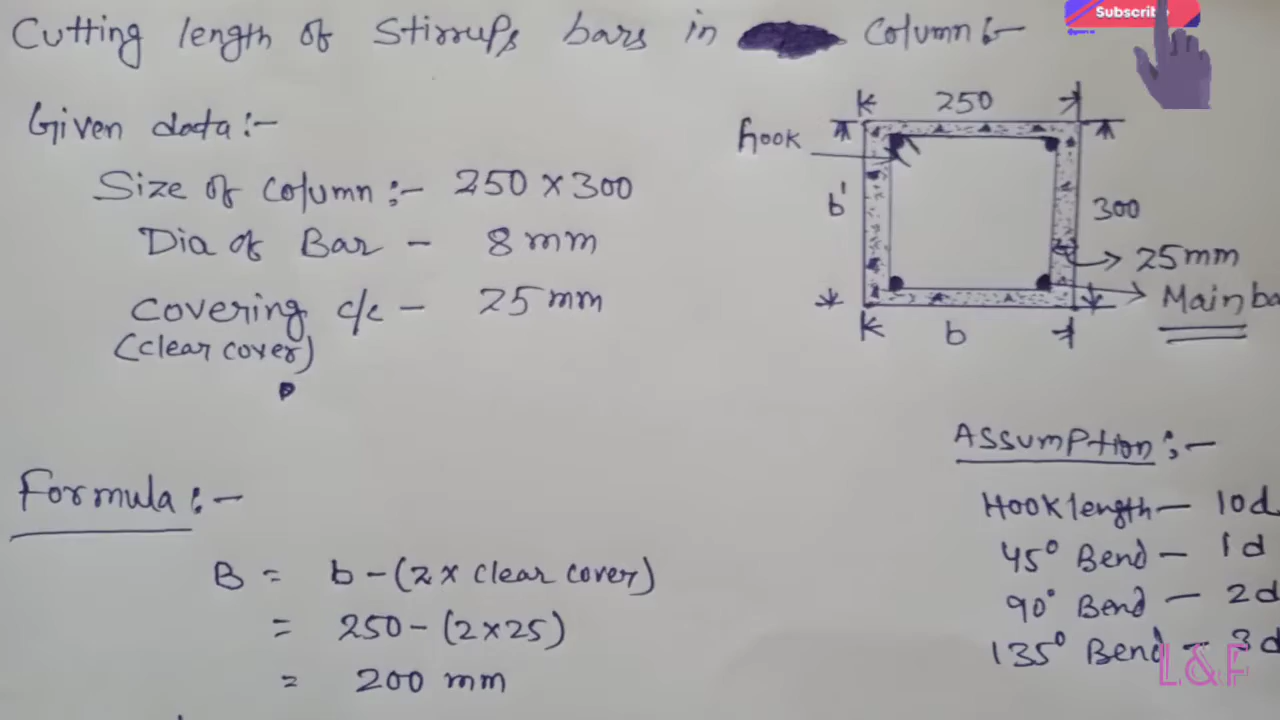 Cutting length of Stirrups bars in Column:-
Subscribe
Given data:-
Size of Column:- 250 x 300
Dia of Bar - 8 mm
Covering c/c - 25 mm
(clear cover)
250
hook
b'
300
25mm
Main ba
b
Assumption:-
Hook length - 10d
45° Bend - 1d
90° Bend - 2d
135° Bend - 3d
L&F
Formula:-
B = b - (2 x clear cover)
= 250 - (2 x 25)
= 200 mm